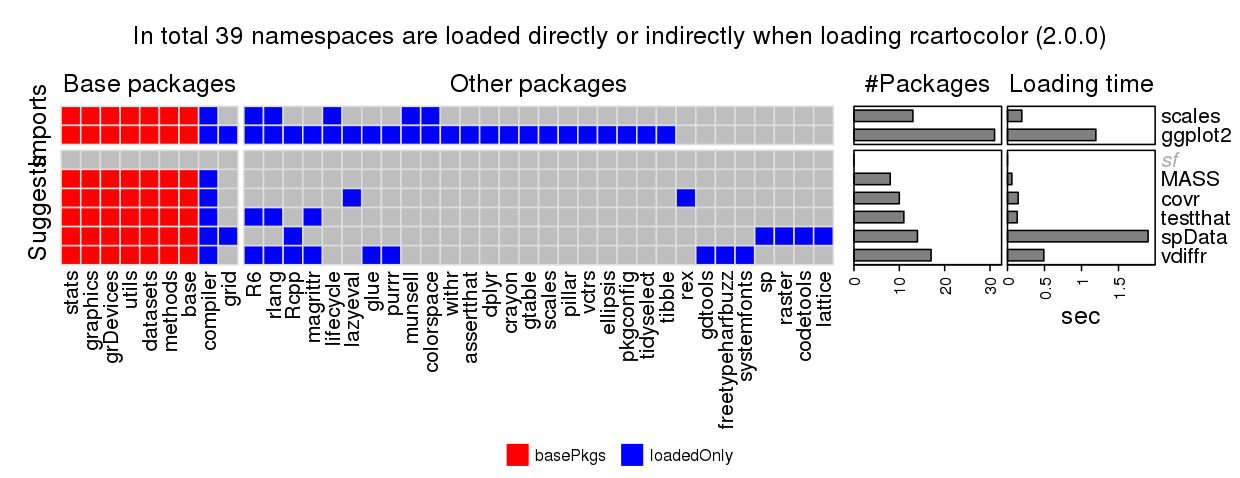 In total 39 namespaces are loaded directly or indirectly when loading rcartocolor (2.0.0)
Base packages
Other packages
#Packages
Loading time
Imports
scales
ggplot2
Suggests
sf
MASS
covr
testthat
spData
vdiffr
stats
graphics
grDevices
utils
datasets
methods
base
compiler
grid
R6
rlang
Rcpp
magrittr
lifecycle
lazyeval
glue
purrr
munsell
colorspace
withr
assertthat
dplyr
crayon
gtable
scales
pillar
vctrs
ellipsis
pkgconfig
tidyselect
tibble
rex
gdtools
freetypeharfbuzz
systemfonts
sp
raster
codetools
lattice
0
10
20
30
0
0.5
1
1.5
sec
basePkgs
loadedOnly